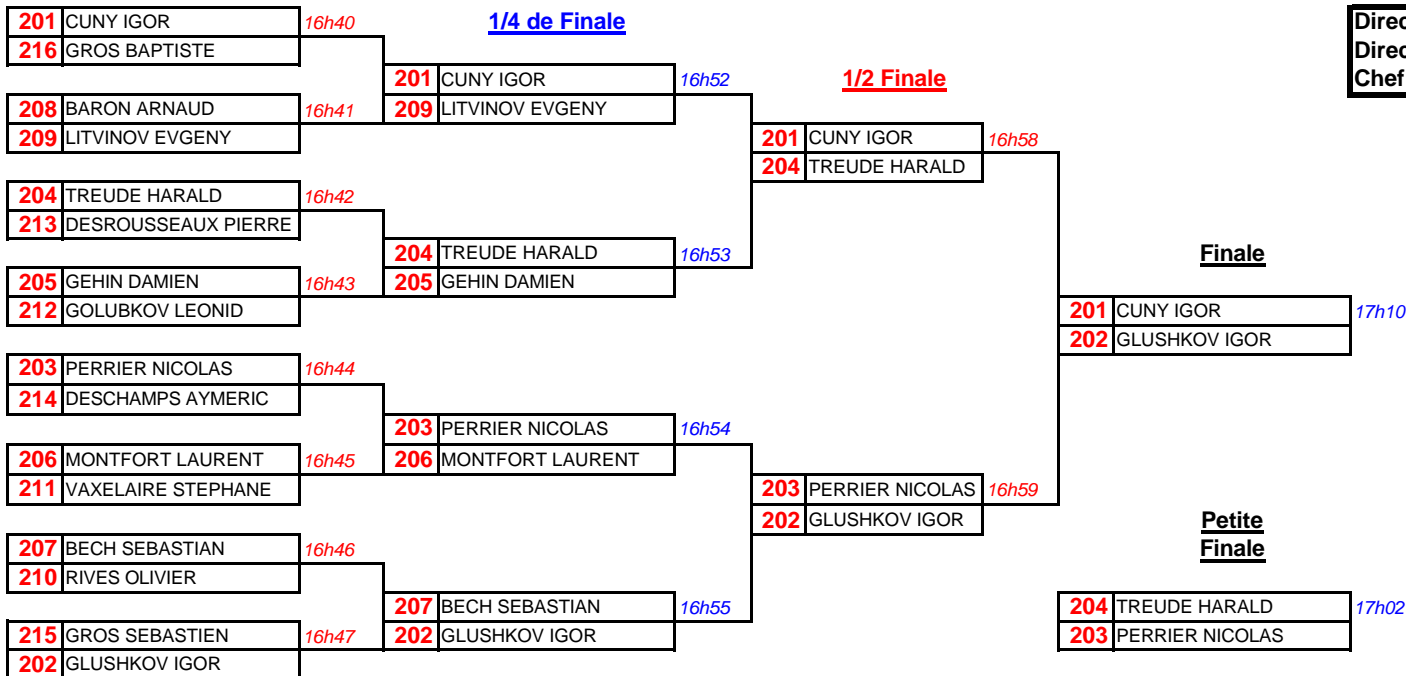 201 CUNY IGOR 16h40
216 GROS BAPTISTE
208 BARON ARNAUD 16h41
209 LITVINOV EVGENY
204 TREUDE HARALD 16h42
213 DESROUSSEAUX PIERRE
205 GEHIN DAMIEN 16h43
212 GOLUBKOV LEONID
203 PERRIER NICOLAS 16h44
214 DESCHAMPS AYMERIC
206 MONTFORT LAURENT 16h45
211 VAXELAIRE STEPHANE
207 BECH SEBASTIAN 16h46
210 RIVES OLIVIER
215 GROS SEBASTIEN 16h47
202 GLUSHKOV IGOR
1/4 de Finale
201 CUNY IGOR 16h52
209 LITVINOV EVGENY
204 TREUDE HARALD 16h53
205 GEHIN DAMIEN
203 PERRIER NICOLAS 16h54
206 MONTFORT LAURENT
207 BECH SEBASTIAN 16h55
202 GLUSHKOV IGOR
1/2 Finale
201 CUNY IGOR 16h58
204 TREUDE HARALD
203 PERRIER NICOLAS 16h59
202 GLUSHKOV IGOR
Finale
201 CUNY IGOR 17h10
202 GLUSHKOV IGOR
Petite
Finale
204 TREUDE HARALD 17h02
203 PERRIER NICOLAS
Direc
Direc
Chef